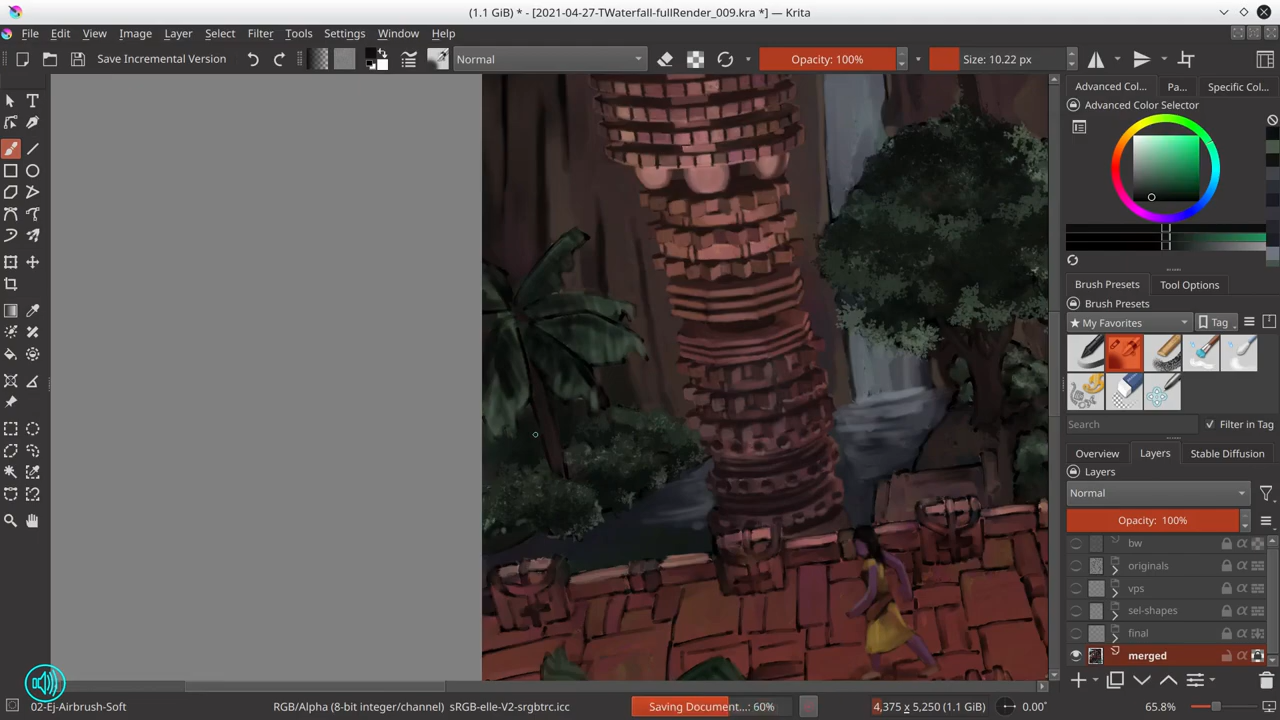 (1.1 GiB) * - [2021-04-27-TWaterfall-fullRender_009.kra *] — Krita
File Edit View Image Layer Select Filter Tools Settings Window Help
Save Incremental Version
Normal
Opacity: 100%
Size: 10.22 px
Advanced Col... Pa... Specific Col...
Advanced Color Selector
Brush Presets Tool Options
Brush Presets
★ My Favorites
Tag
Search
Filter in Tag
Overview Layers Stable Diffusion
Layers
Normal
Opacity: 100%
bw
originals
vps
sel-shapes
final
merged
02-Ej-Airbrush-Soft
RGB/Alpha (8-bit integer/channel) sRGB-elle-V2-srgbtrc.icc
Saving Document...: 60%
4,375 x 5,250 (1.1 GiB)
0.00°
65.8%